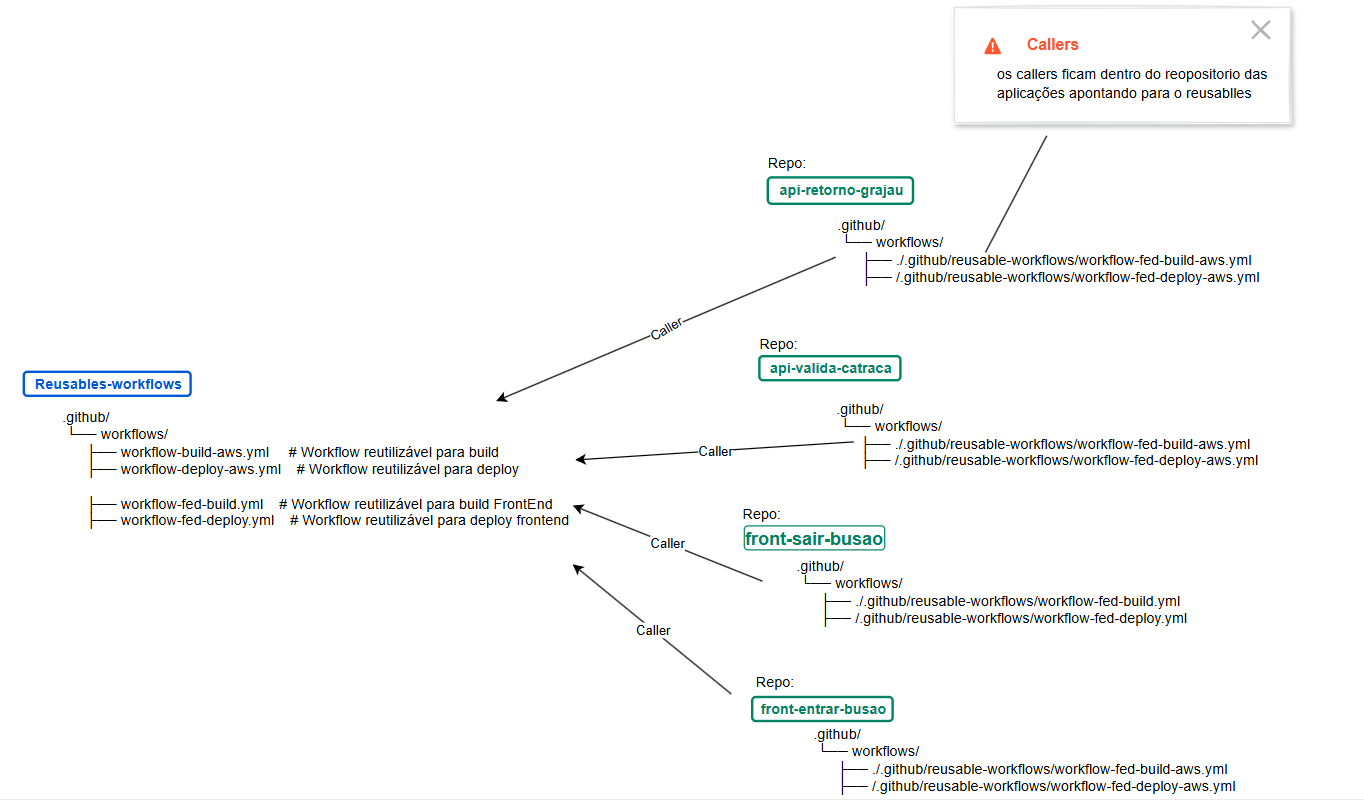 Callers
os callers ficam dentro do reopositorio das
aplicações apontando para o reusablles
Repo:
api-retorno-grajau
.github/
└── workflows/
├── ./.github/reusable-workflows/workflow-fed-build-aws.yml
├── /.github/reusable-workflows/workflow-fed-deploy-aws.yml
Caller
Repo:
api-valida-catraca
.github/
└── workflows/
├── ./.github/reusable-workflows/workflow-fed-build-aws.yml
├── /.github/reusable-workflows/workflow-fed-deploy-aws.yml
Caller
Reusables-workflows
.github/
└── workflows/
├── workflow-build-aws.yml # Workflow reutilizável para build
├── workflow-deploy-aws.yml # Workflow reutilizável para deploy
├── workflow-fed-build.yml # Workflow reutilizável para build FrontEnd
├── workflow-fed-deploy.yml # Workflow reutilizável para deploy frontend
Repo:
front-sair-busao
.github/
└── workflows/
├── ./.github/reusable-workflows/workflow-fed-build.yml
├── /.github/reusable-workflows/workflow-fed-deploy.yml
Caller
Caller
Repo:
front-entrar-busao
.github/
└── workflows/
├── ./.github/reusable-workflows/workflow-fed-build-aws.yml
├── /.github/reusable-workflows/workflow-fed-deploy-aws.yml